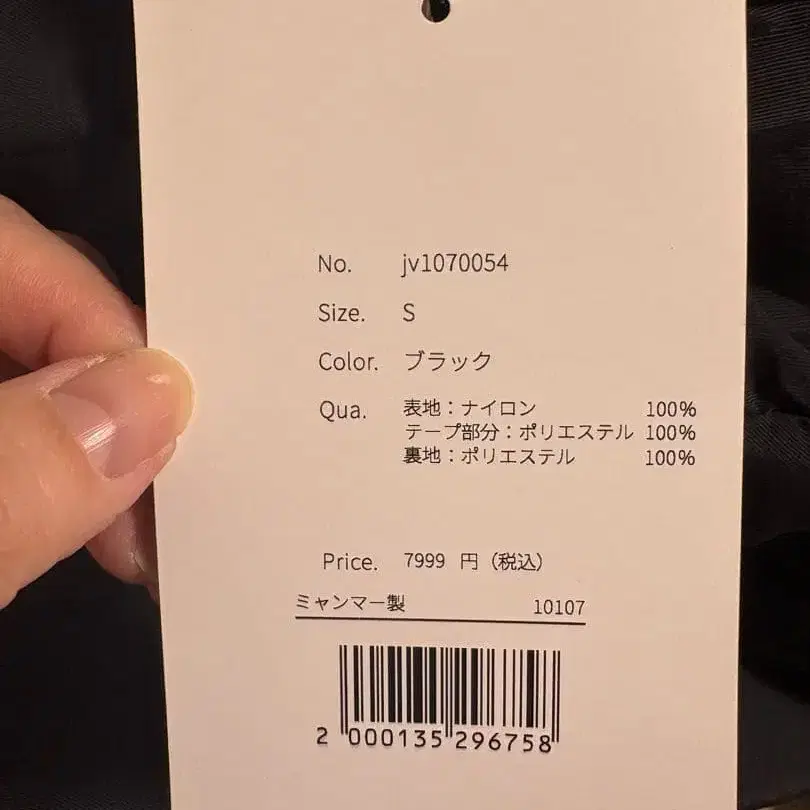 No. jv1070054
Size. S
Color. ブラック
Qua. 表地：ナイロン 100%
テープ部分：ポリエステル 100%
裏地：ポリエステル 100%
Price. 7999 円（税込）
ミャンマー製 10107
2 000135 296758